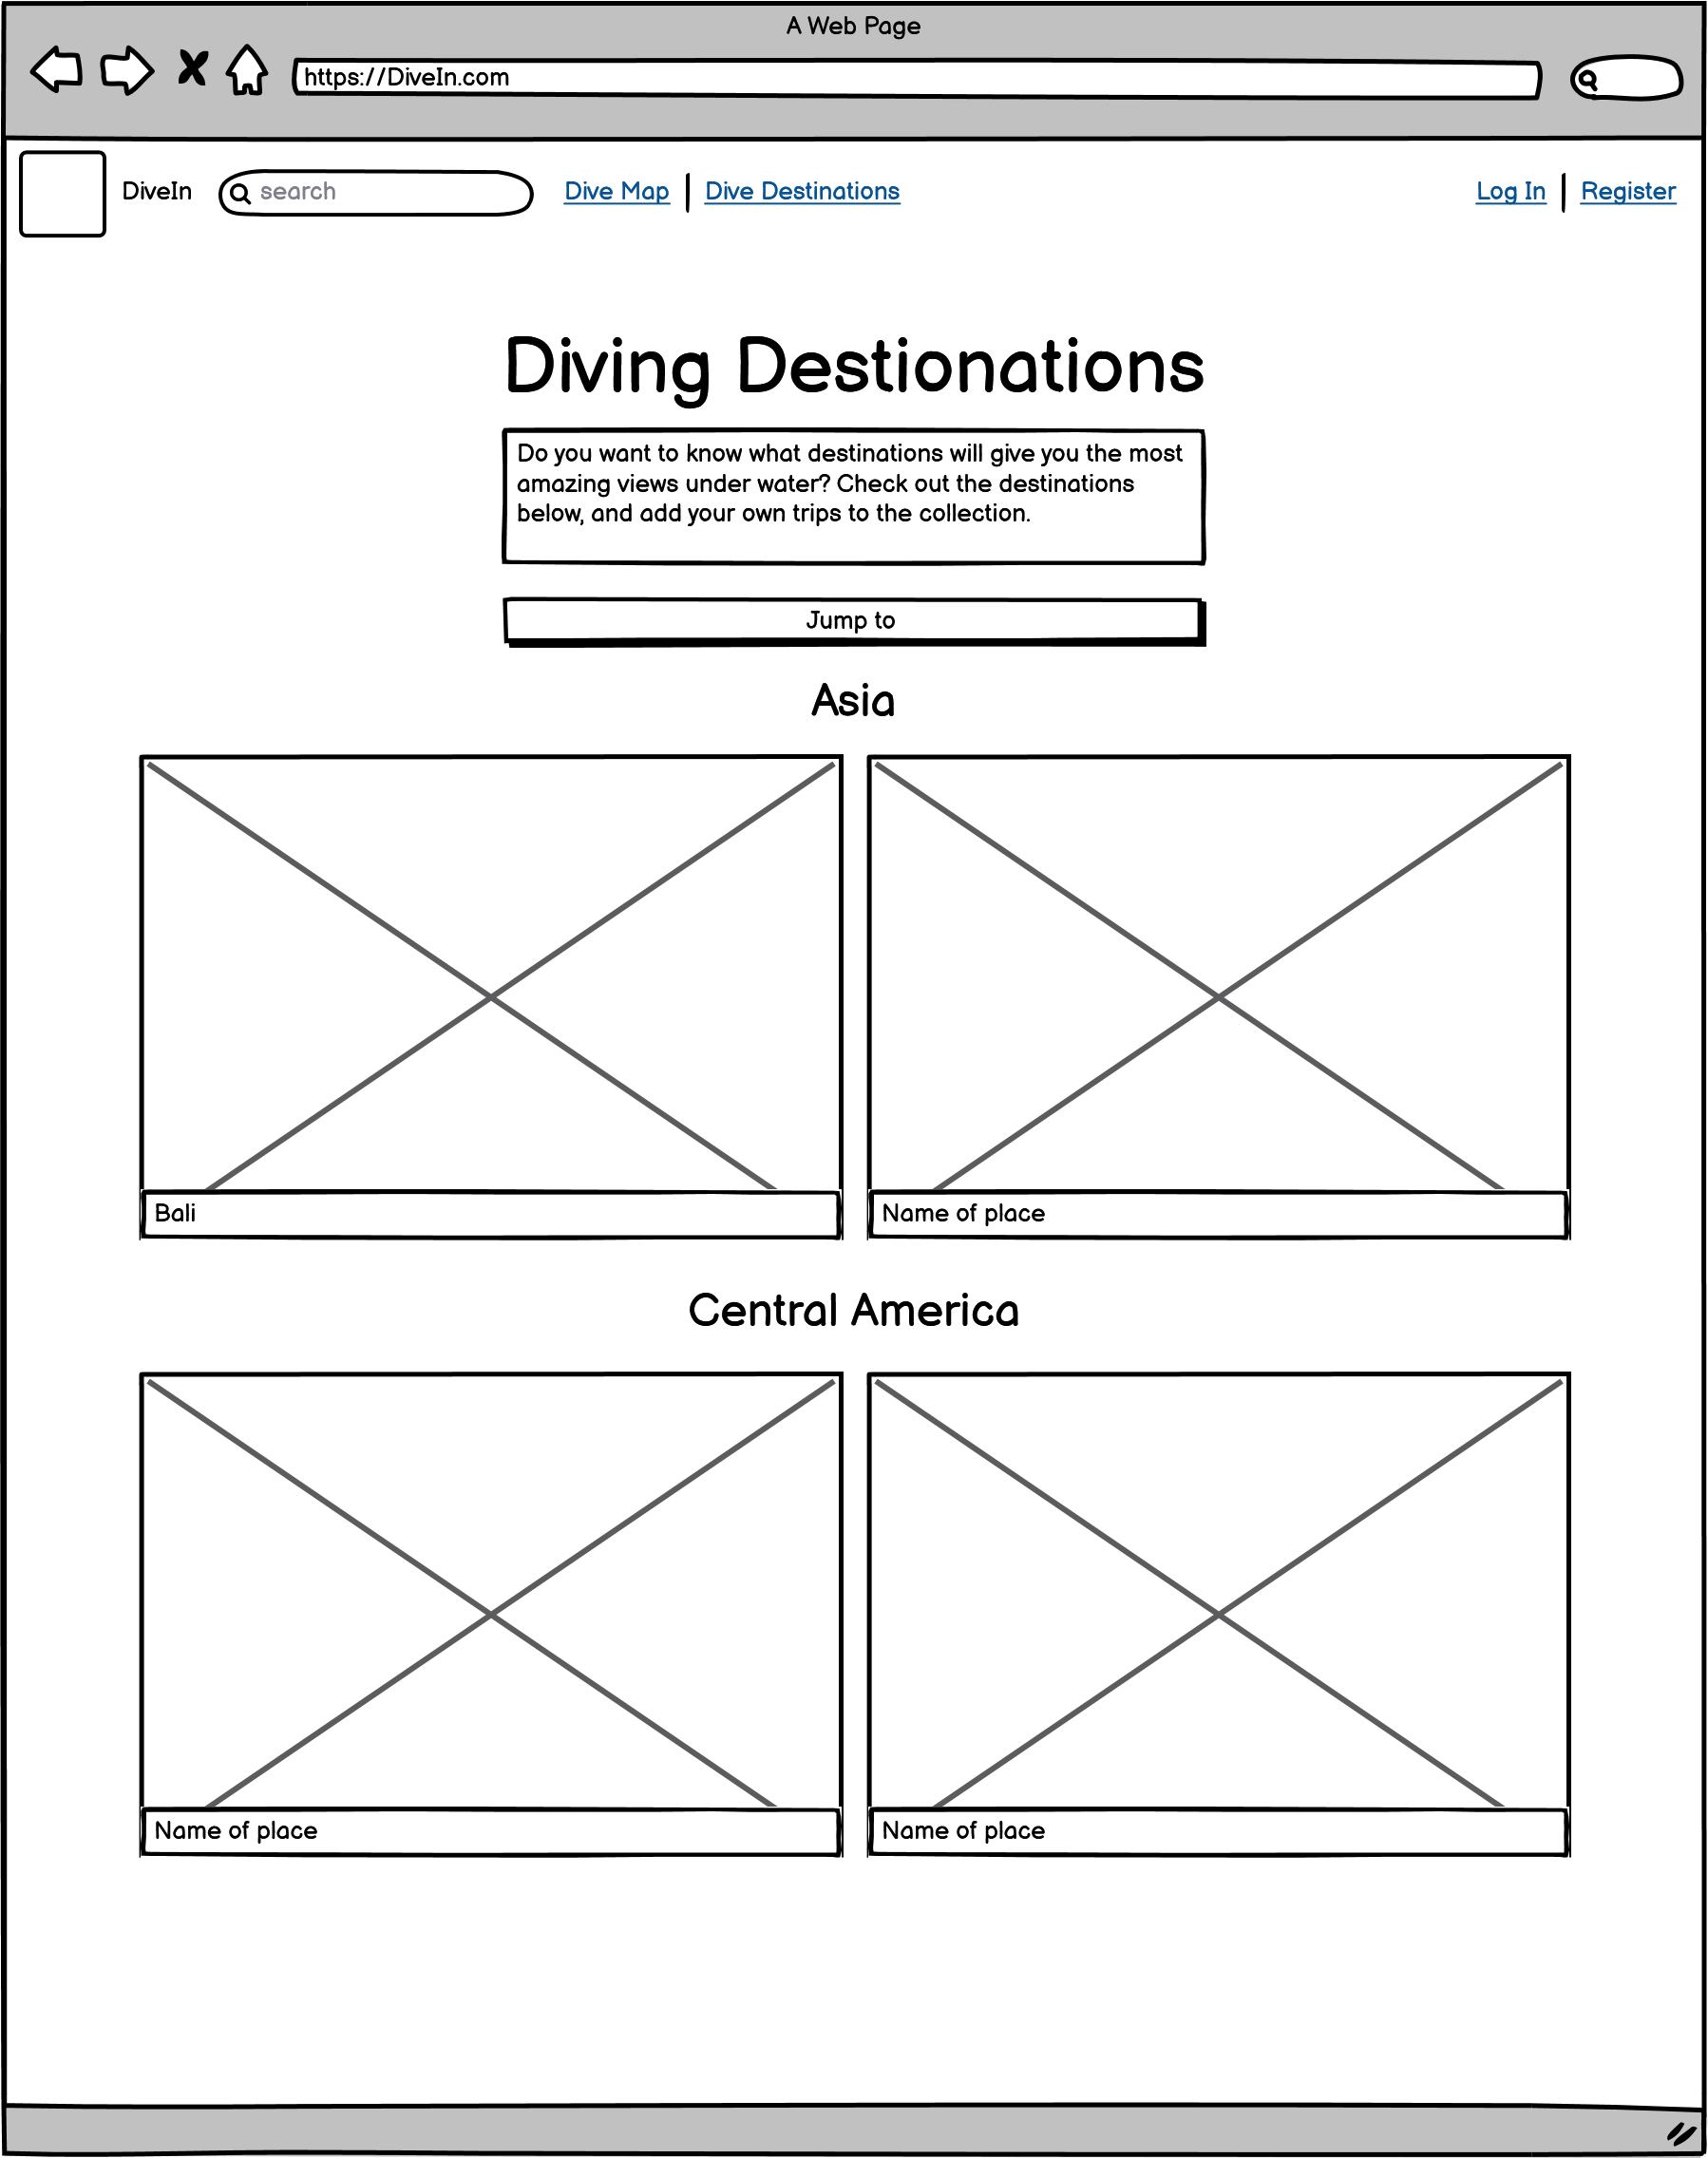 A Web Page
https://DiveIn.com
DiveIn search Dive Map Dive Destinations Log In Register
Diving Destionations
Do you want to know what destinations will give you the most
amazing views under water? Check out the destinations
below, and add your own trips to the collection.
Jump to
Asia
Bali
Name of place
Central America
Name of place
Name of place